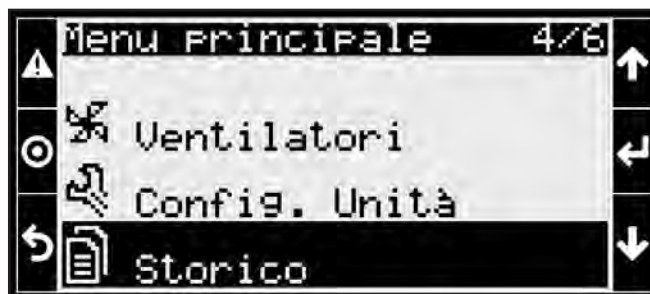 Menu principale 4/6
Ventilatori
Config. Unità
Storico